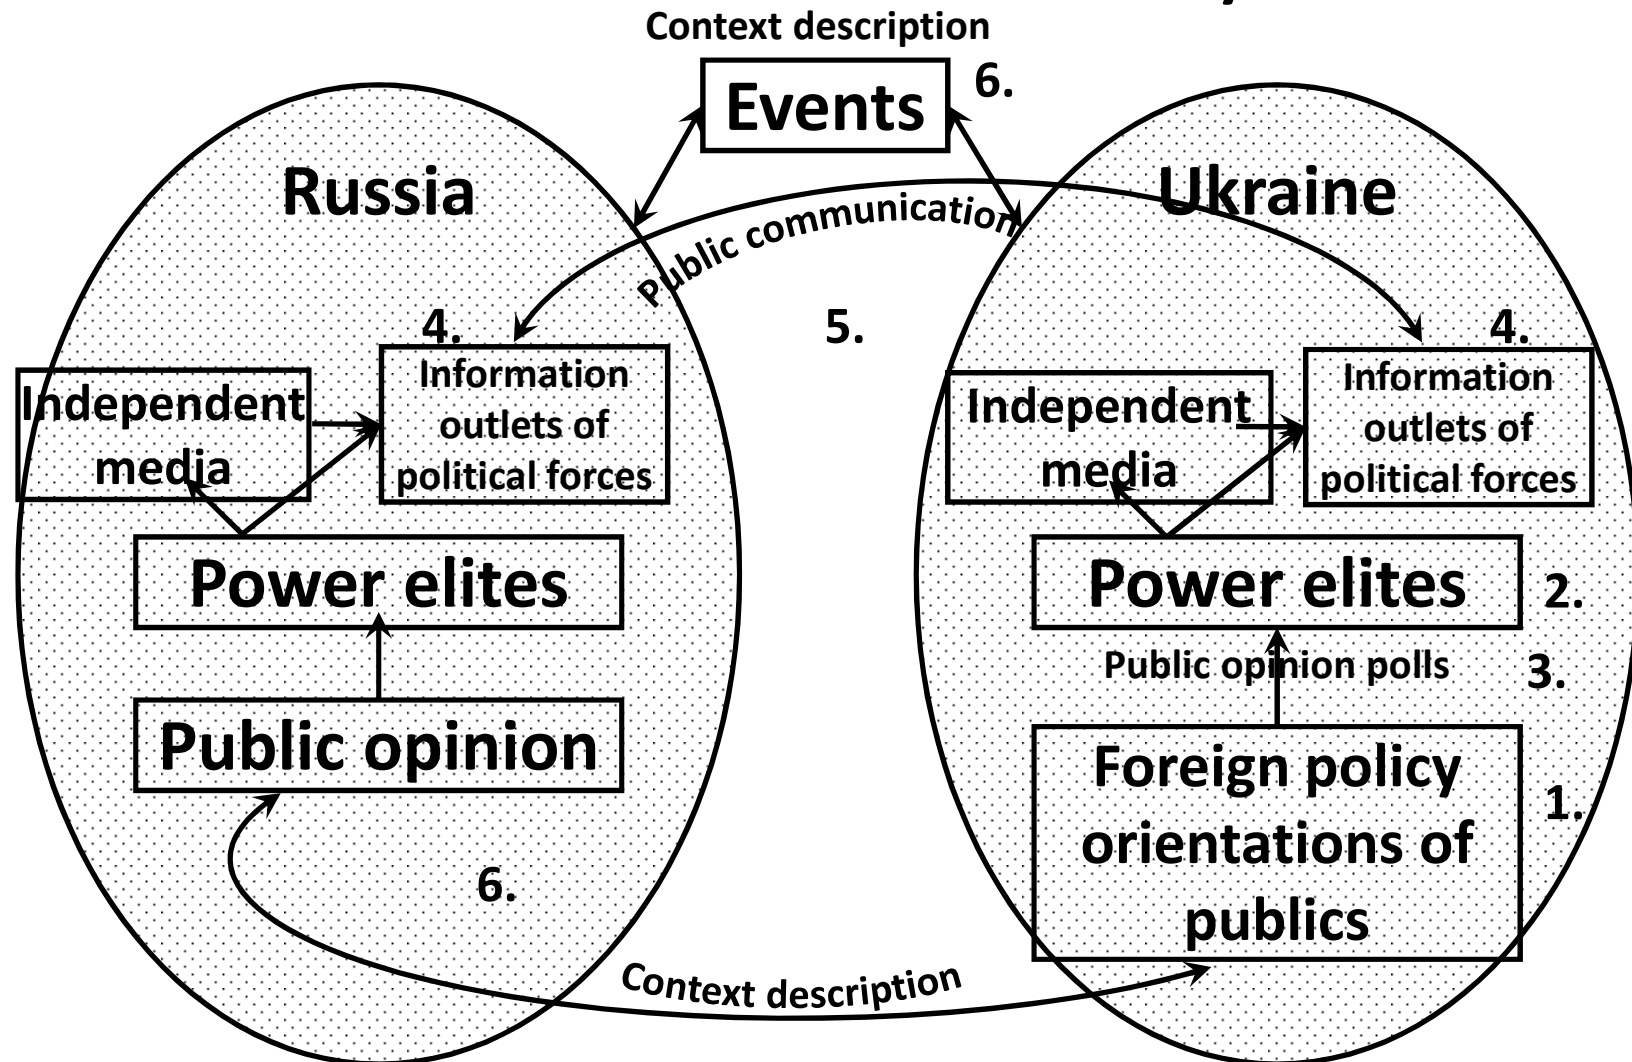 Context description
Events
6.
Russia
Ukraine
Public communication
4.
5.
4.
Independent
media
Information
outlets of
political forces
Independent
media
Information
outlets of
political forces
Power elites
Power elites
2.
Public opinion polls
3.
Public opinion
Foreign policy
orientations of
publics
1.
6.
Context description